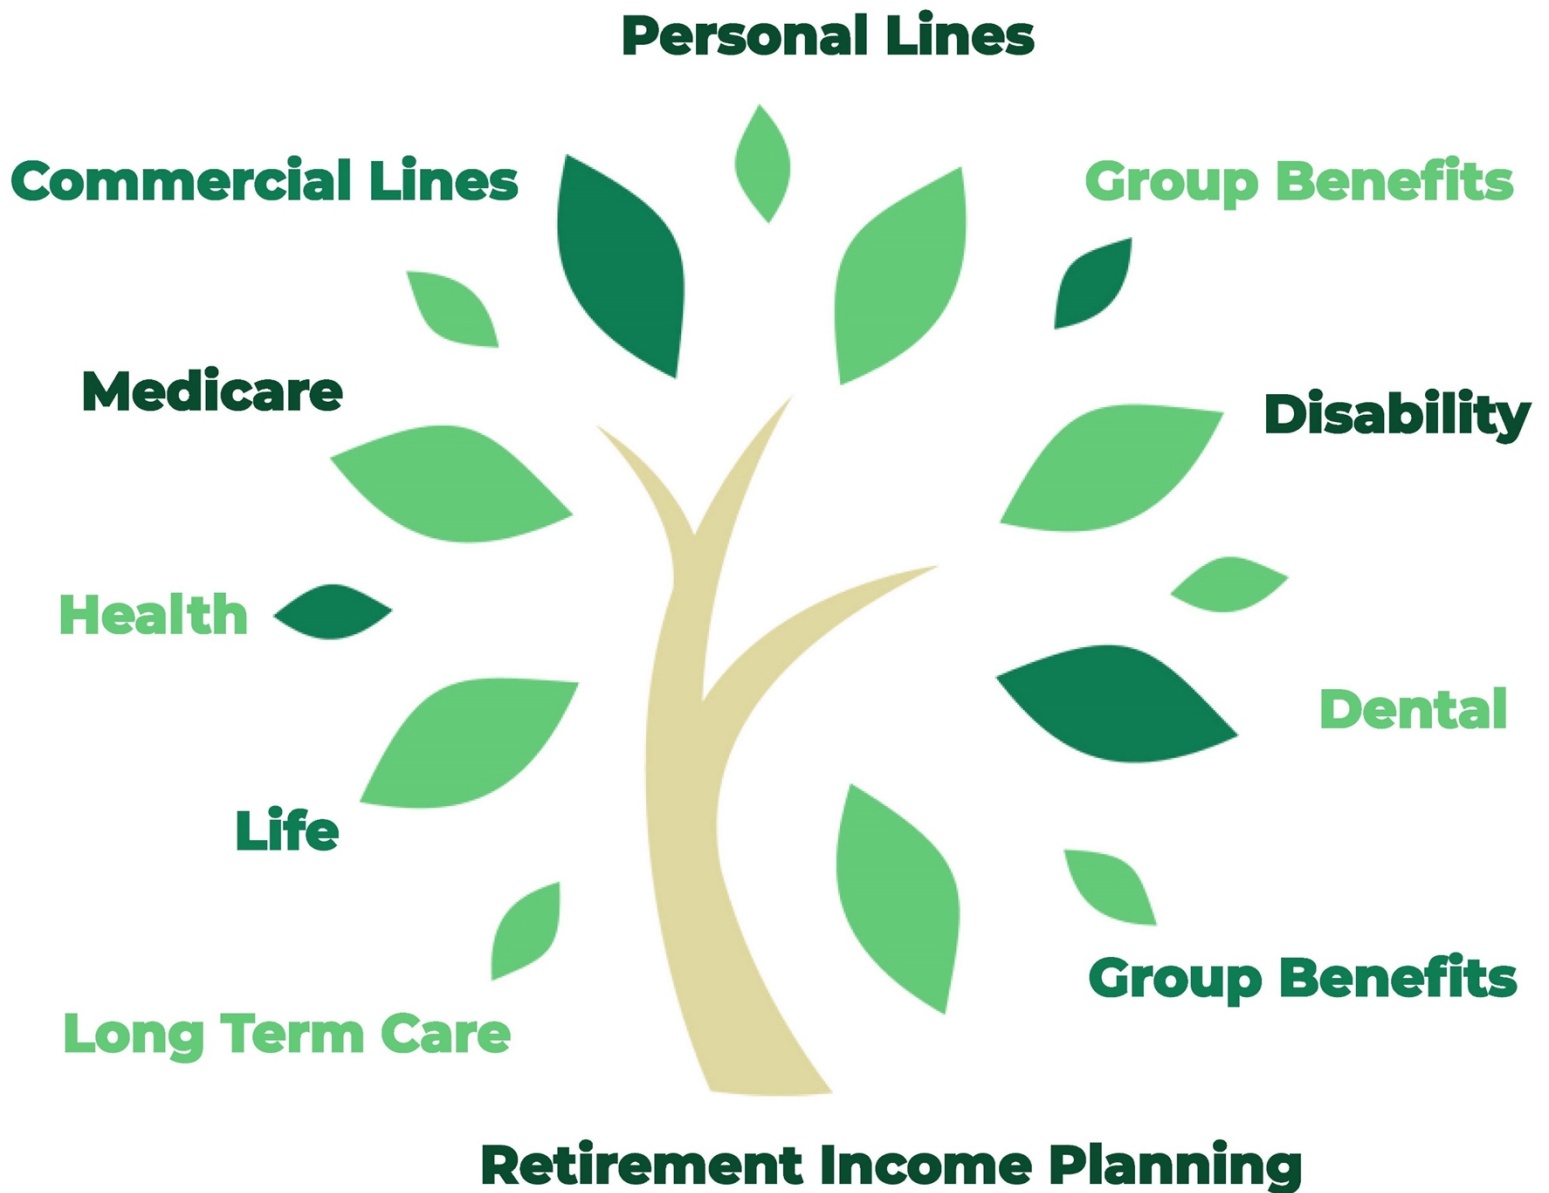 Personal Lines
Commercial Lines
Group Benefits
Medicare
Disability
Health
Dental
Life
Group Benefits
Long Term Care
Retirement Income Planning